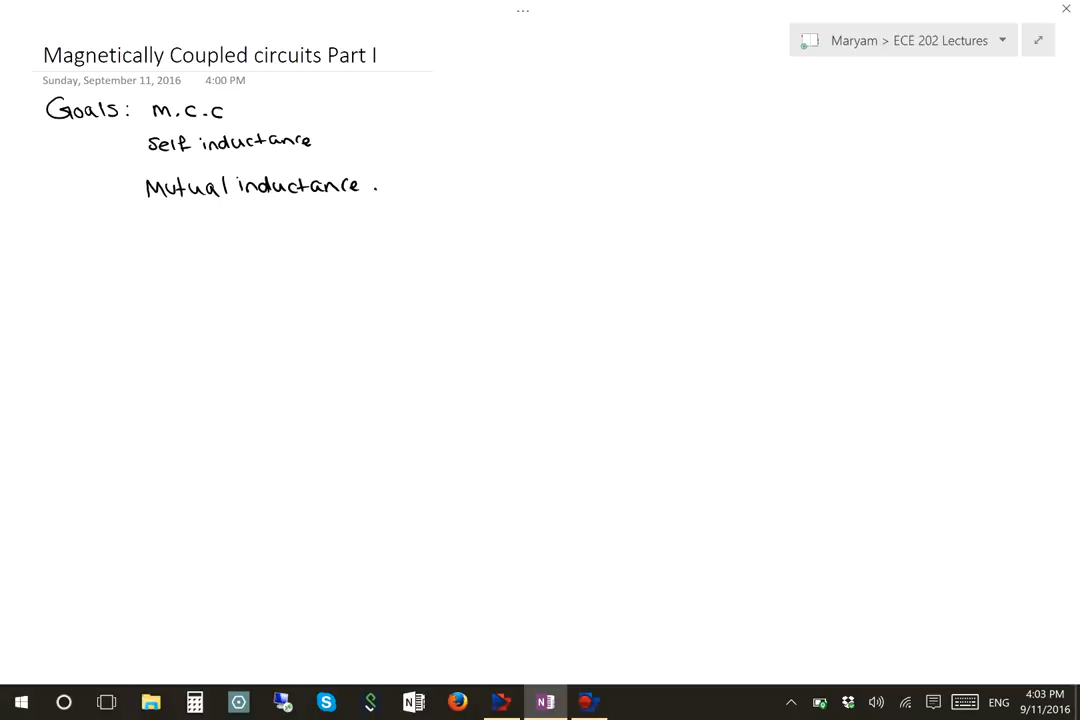 ...
Magnetically Coupled circuits Part I
Maryam > ECE 202 Lectures
Sunday, September 11, 2016 4:00 PM
Goals: m.c.c
Self inductance
Mutual inductance.
ENG
4:03 PM
9/11/2016